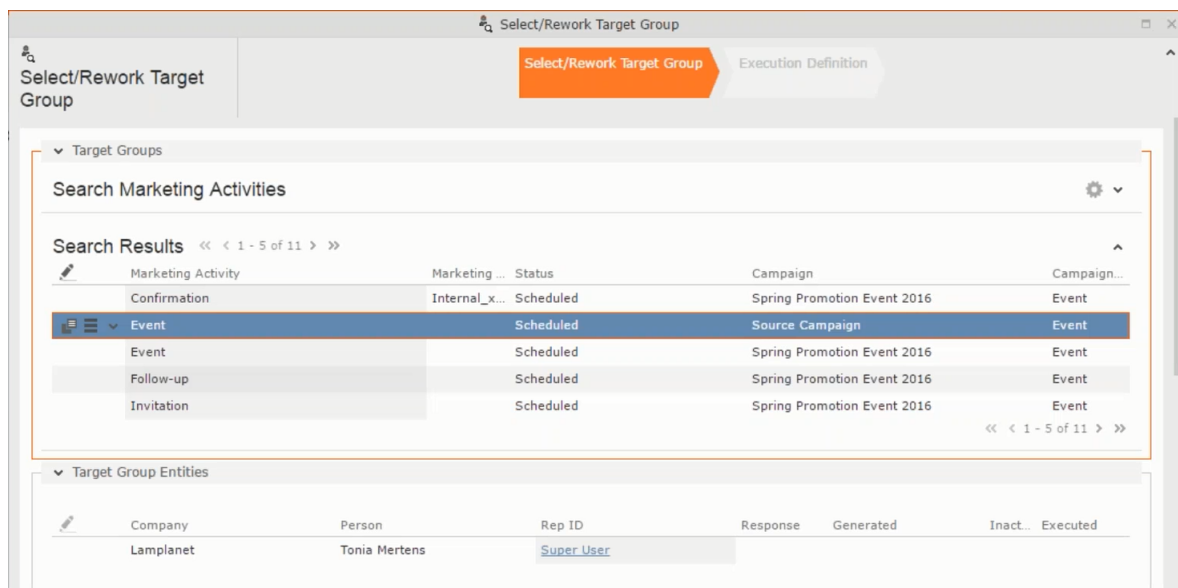 Select/Rework Target Group
Select/Rework Target
Group
Select/Rework Target Group
Execution Definition
Target Groups
Search Marketing Activities
Search Results « < 1 - 5 of 11 > »
Marketing Activity Marketing ... Status Campaign Campaign...
Confirmation Internal_x... Scheduled Spring Promotion Event 2016 Event
Event Scheduled Source Campaign Event
Event Scheduled Spring Promotion Event 2016 Event
Follow-up Scheduled Spring Promotion Event 2016 Event
Invitation Scheduled Spring Promotion Event 2016 Event
« < 1 - 5 of 11 > »
Target Group Entities
Company Person Rep ID Response Generated Inact... Executed
Lamplanet Tonia Mertens Super User